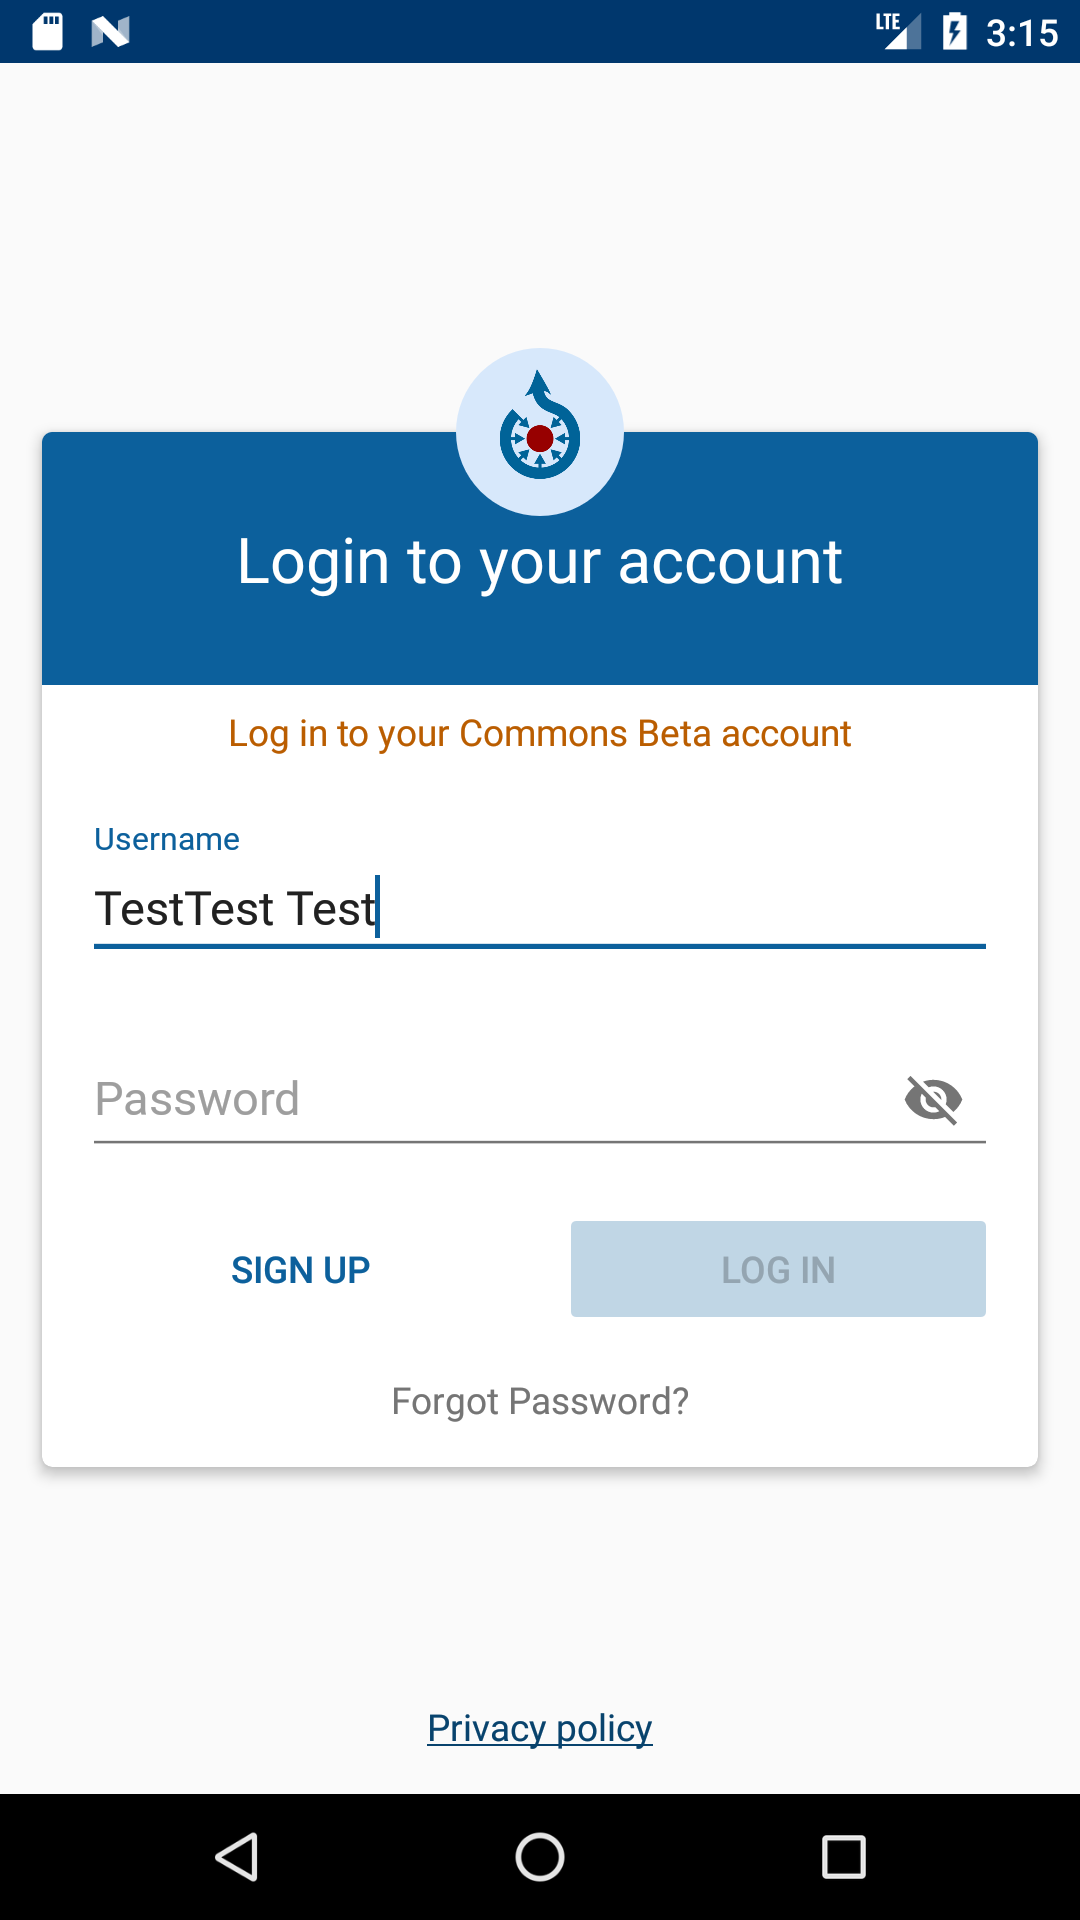 LTE 3:15
Login to your account
Log in to your Commons Beta account
Username
TestTest Test
Password
SIGN UP LOG IN
Forgot Password?
Privacy policy